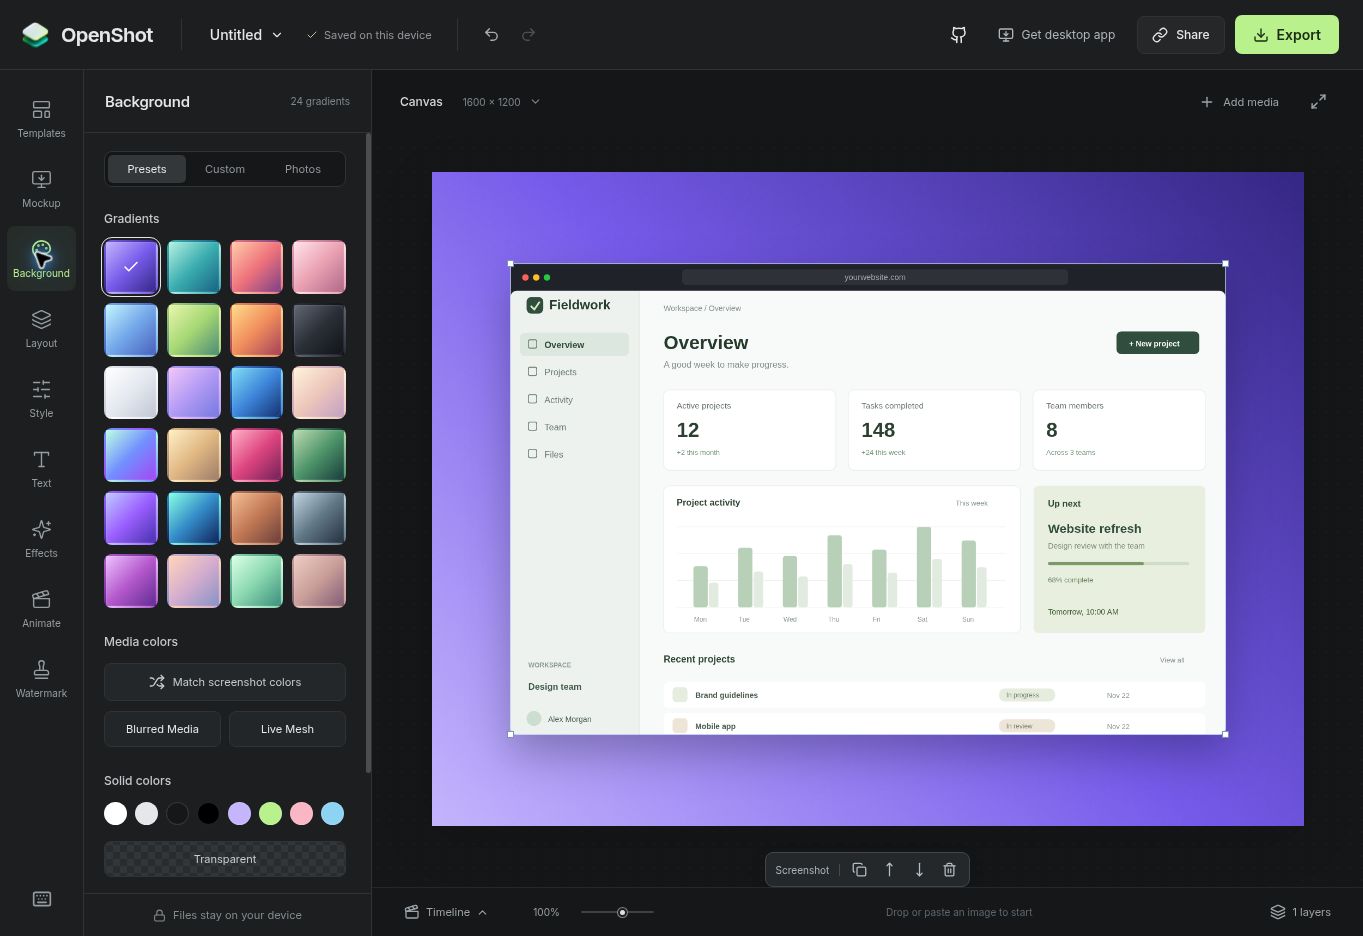 OpenShot
Untitled
Saved on this device
Get desktop app
Share
Export
Templates
Mockup
Background
Layout
Style
Text
Effects
Animate
Watermark
Background
24 gradients
Presets
Custom
Photos
Gradients
Media colors
Match screenshot colors
Blurred Media
Live Mesh
Solid colors
Transparent
Files stay on your device
Canvas
1600 × 1200
Add media
yourwebsite.com
Fieldwork
Overview
Projects
Activity
Team
Files
WORKSPACE
Design team
Alex Morgan
Workspace / Overview
Overview
A good week to make progress.
+ New project
Active projects
12
+2 this month
Tasks completed
148
+24 this week
Team members
8
Across 3 teams
Project activity
This week
Mon
Tue
Wed
Thu
Fri
Sat
Sun
Up next
Website refresh
Design review with the team
68% complete
Tomorrow, 10:00 AM
Recent projects
View all
Brand guidelines
In progress
Nov 22
Mobile app
In review
Nov 22
Screenshot
Timeline
100%
Drop or paste an image to start
1 layers